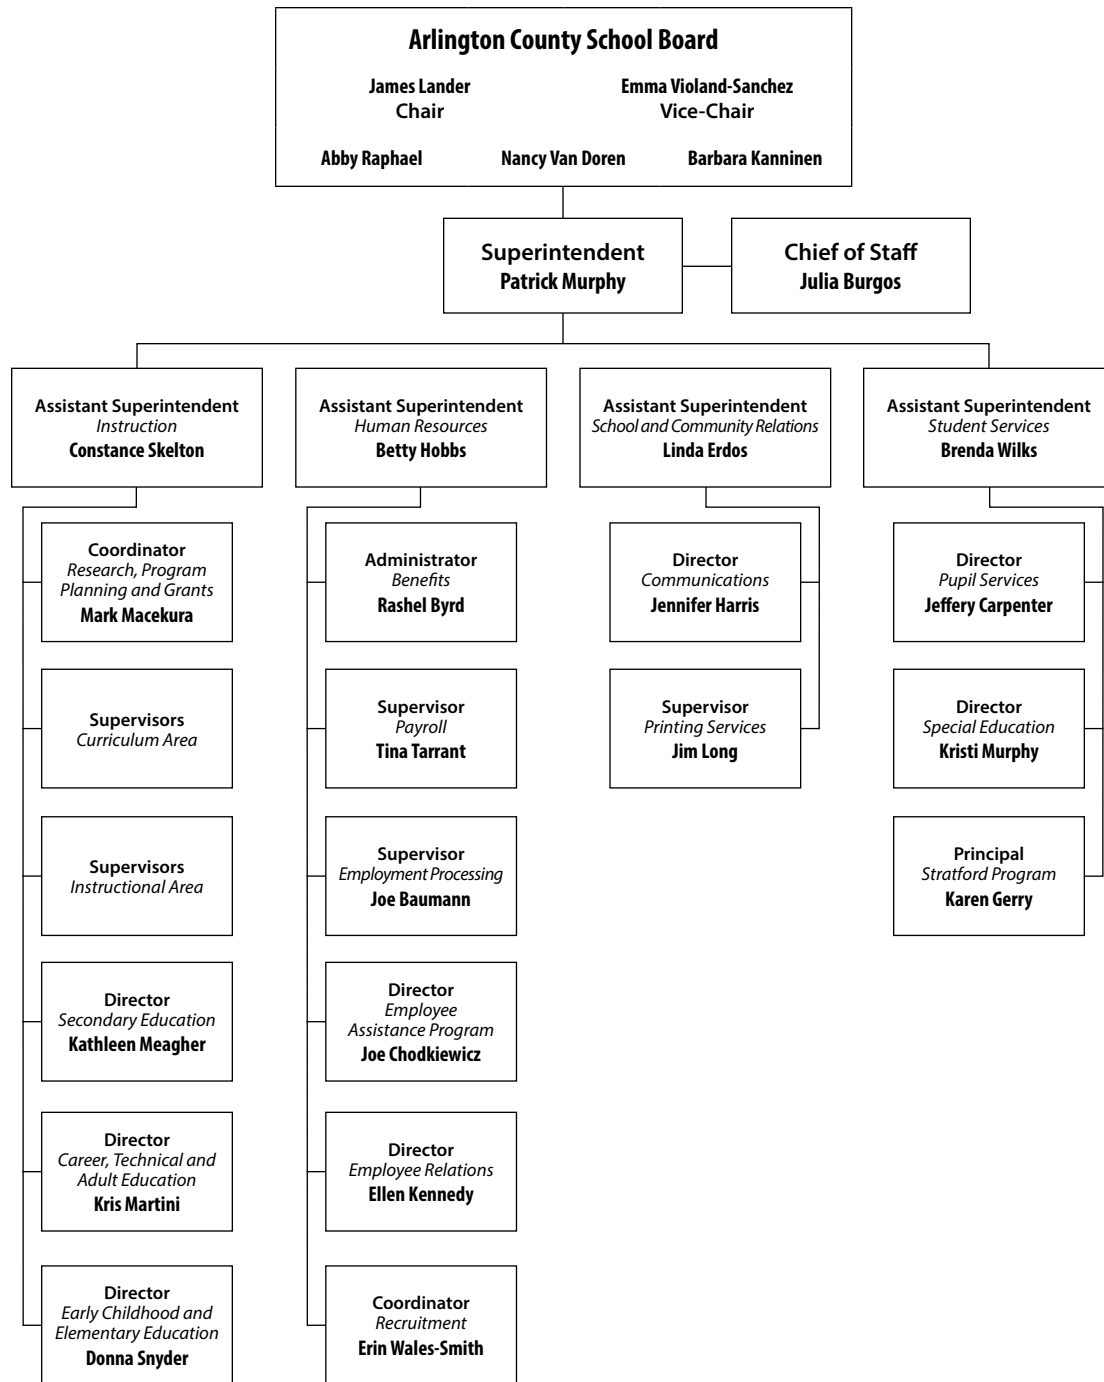 Arlington County School Board
James Lander
Chair
Emma Violand-Sanchez
Vice-Chair
Abby Raphael
Nancy Van Doren
Barbara Kanninen
Superintendent
Patrick Murphy
Chief of Staff
Julia Burgos
Assistant Superintendent
Instruction
Constance Skelton
Coordinator
Research, Program
Planning and Grants
Mark Macekura
Supervisors
Curriculum Area
Supervisors
Instructional Area
Director
Secondary Education
Kathleen Meagher
Director
Career, Technical and
Adult Education
Kris Martini
Director
Early Childhood and
Elementary Education
Donna Snyder
Assistant Superintendent
Human Resources
Betty Hobbs
Administrator
Benefits
Rashel Byrd
Supervisor
Payroll
Tina Tarrant
Supervisor
Employment Processing
Joe Baumann
Director
Employee
Assistance Program
Joe Chodkiewicz
Director
Employee Relations
Ellen Kennedy
Coordinator
Recruitment
Erin Wales-Smith
Assistant Superintendent
School and Community Relations
Linda Erdos
Director
Communications
Jennifer Harris
Supervisor
Printing Services
Jim Long
Assistant Superintendent
Student Services
Brenda Wilks
Director
Pupil Services
Jeffery Carpenter
Director
Special Education
Kristi Murphy
Principal
Stratford Program
Karen Gerry